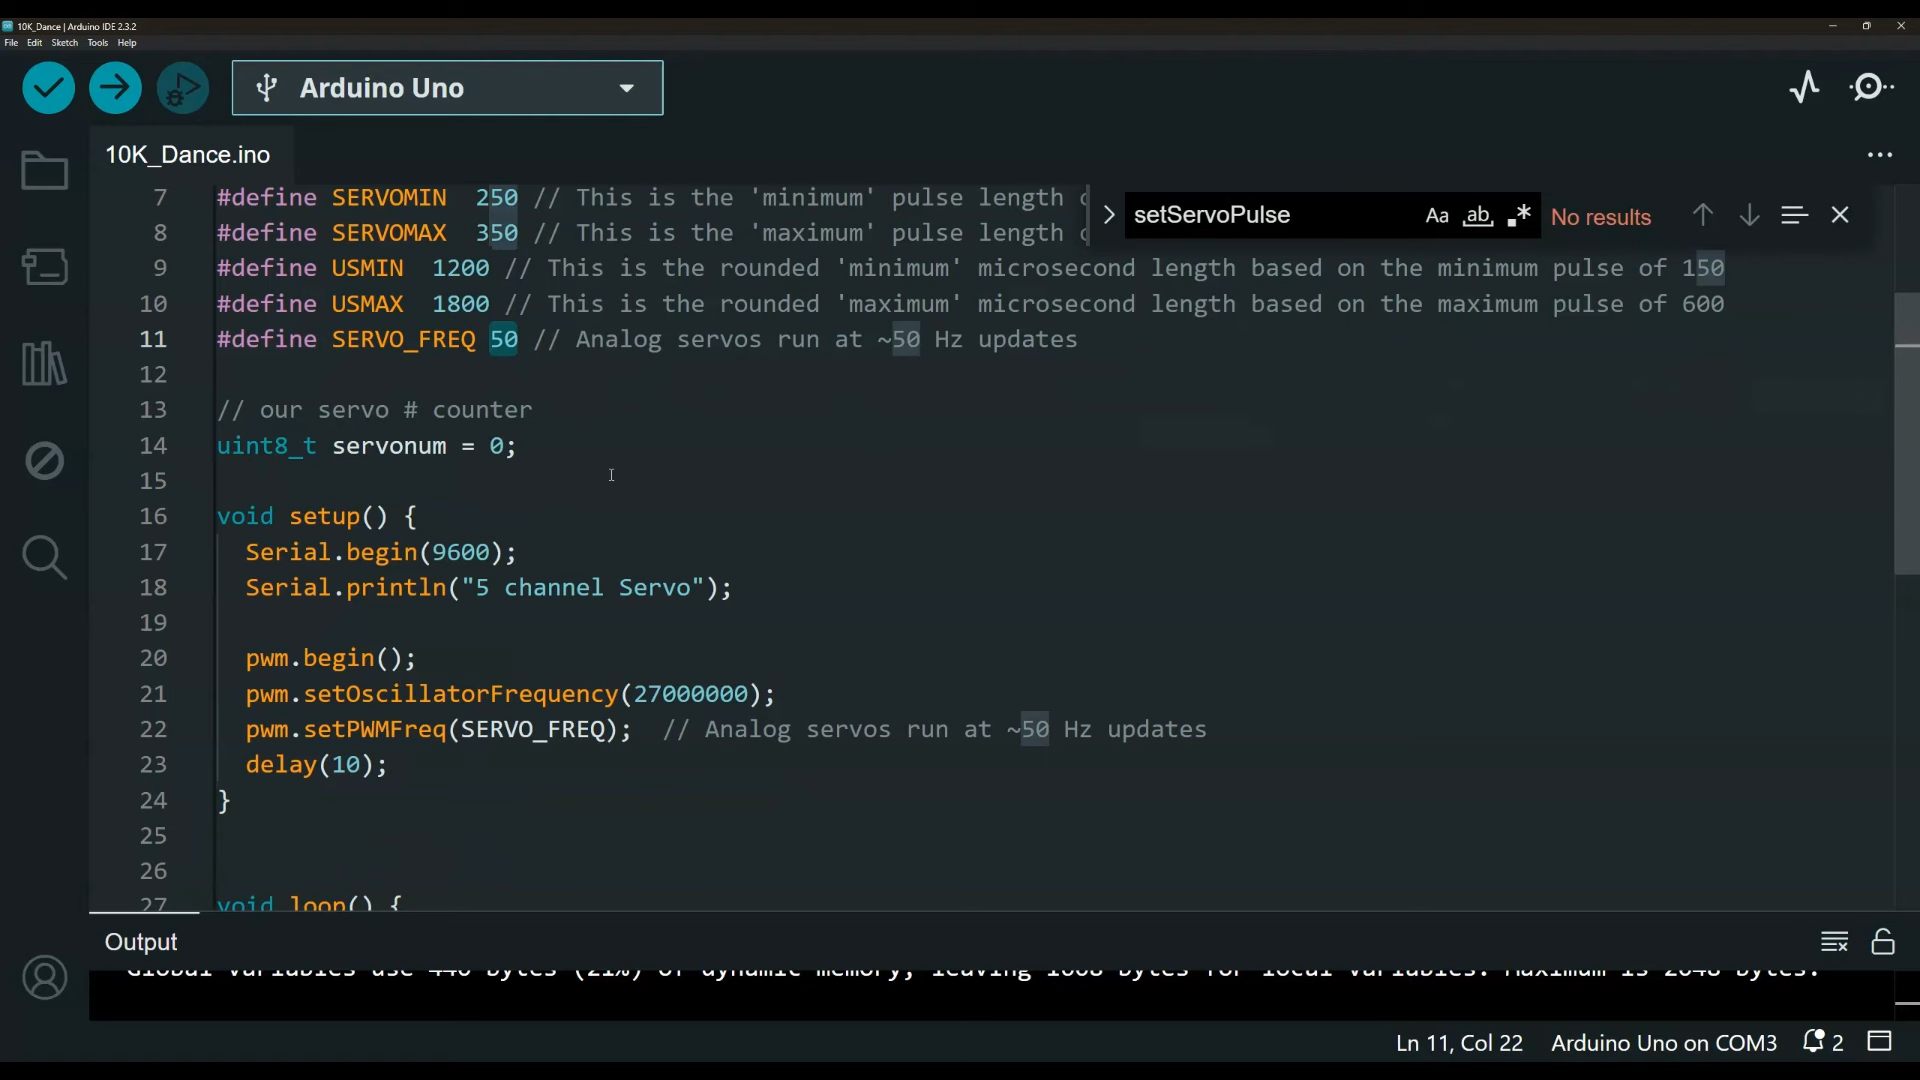 10K_Dance | Arduino IDE 2.3.2
File Edit Sketch Tools Help
Arduino Uno
10K_Dance.ino
setServoPulse Aa ab .* No results
7 #define SERVOMIN 250 // This is the 'minimum' pulse length
8 #define SERVOMAX 350 // This is the 'maximum' pulse length
9 #define USMIN 1200 // This is the rounded 'minimum' microsecond length based on the minimum pulse of 150
10 #define USMAX 1800 // This is the rounded 'maximum' microsecond length based on the maximum pulse of 600
11 #define SERVO_FREQ 50 // Analog servos run at ~50 Hz updates
12
13 // our servo # counter
14 uint8_t servonum = 0;
15
16 void setup() {
17 Serial.begin(9600);
18 Serial.println("5 channel Servo");
19
20 pwm.begin();
21 pwm.setOscillatorFrequency(27000000);
22 pwm.setPWMFreq(SERVO_FREQ); // Analog servos run at ~50 Hz updates
23 delay(10);
24 }
25
26
27 void loop() {
Output
Global variables use 440 bytes (21%) of dynamic memory, leaving 1608 bytes for local variables. Maximum is 2048 bytes.
Ln 11, Col 22 Arduino Uno on COM3 2